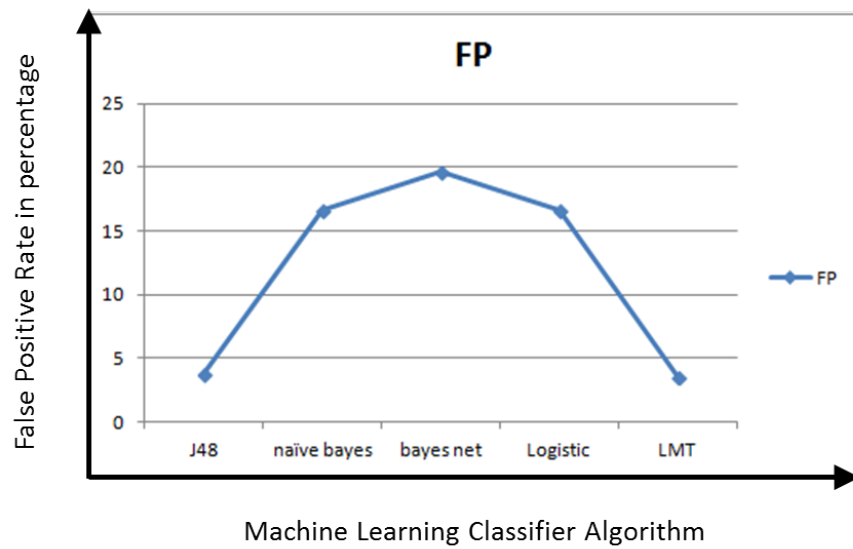 FP
False Positive Rate in percentage
25
20
15
10
5
0
FP
J48 naïve bayes bayes net Logistic LMT
Machine Learning Classifier Algorithm